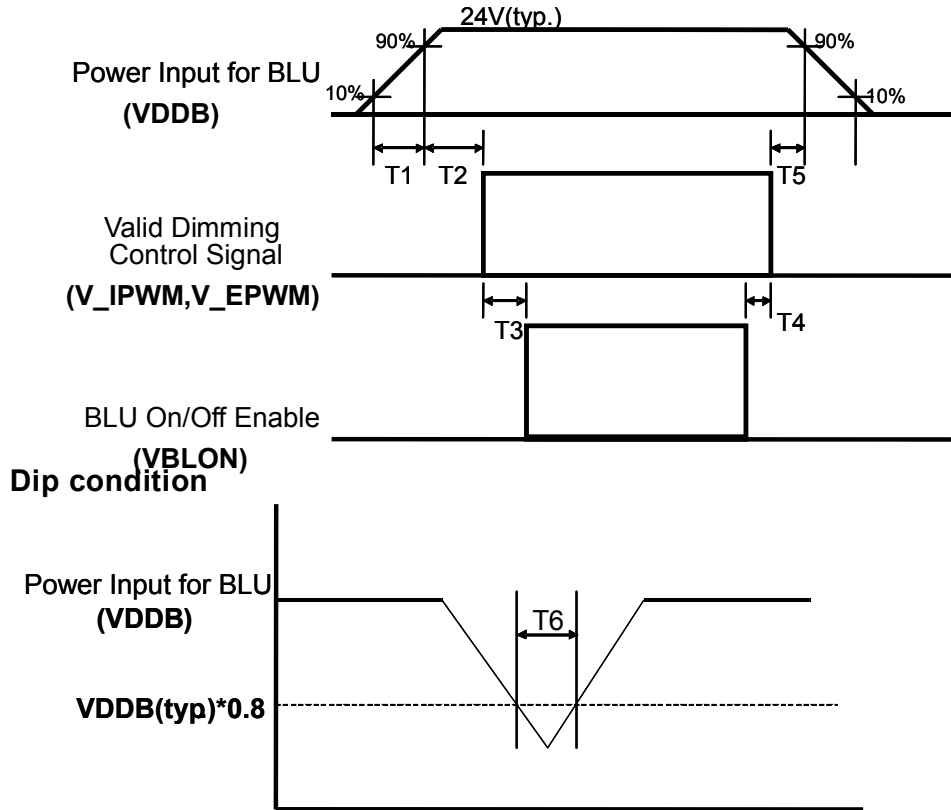 24V(typ.)
90%
90%
Power Input for BLU
10%
10%
(VDDB)
T1
T2
T5
Valid Dimming
Control Signal
(V_IPWM,V_EPWM)
T3
T4
BLU On/Off Enable
(VBLON)
Dip condition
Power Input for BLU
(VDDB)
T6
VDDB(typ.)*0.8